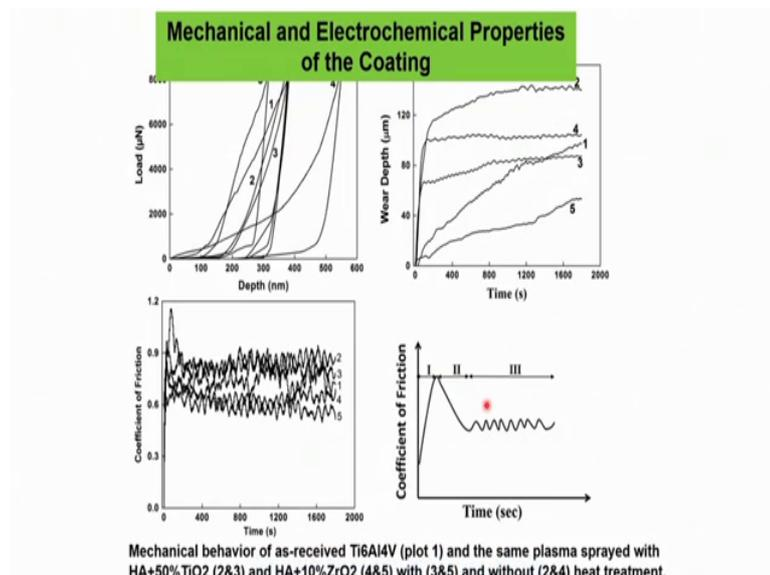 Mechanical and Electrochemical Properties
of the Coating
Load (µN)
6000
4000
2000
0
1
4
3
2
0 100 200 300 400 500 600
Depth (nm)
Wear Depth (µm)
120
80
40
0
2
4
1
3
5
0 400 800 1200 1600 2000
Time (s)
Coefficient of Friction
1.2
0.9
0.6
0.3
0.0
2
3
1
4
5
0 400 800 1200 1600 2000
Time (s)
Coefficient of Friction
I II III
Time (sec)
Mechanical behavior of as-received Ti6Al4V (plot 1) and the same plasma sprayed with
HA+50%TiO2 (2&3) and HA+10%ZrO2 (4&5) with (3&5) and without (2&4) heat treatment.